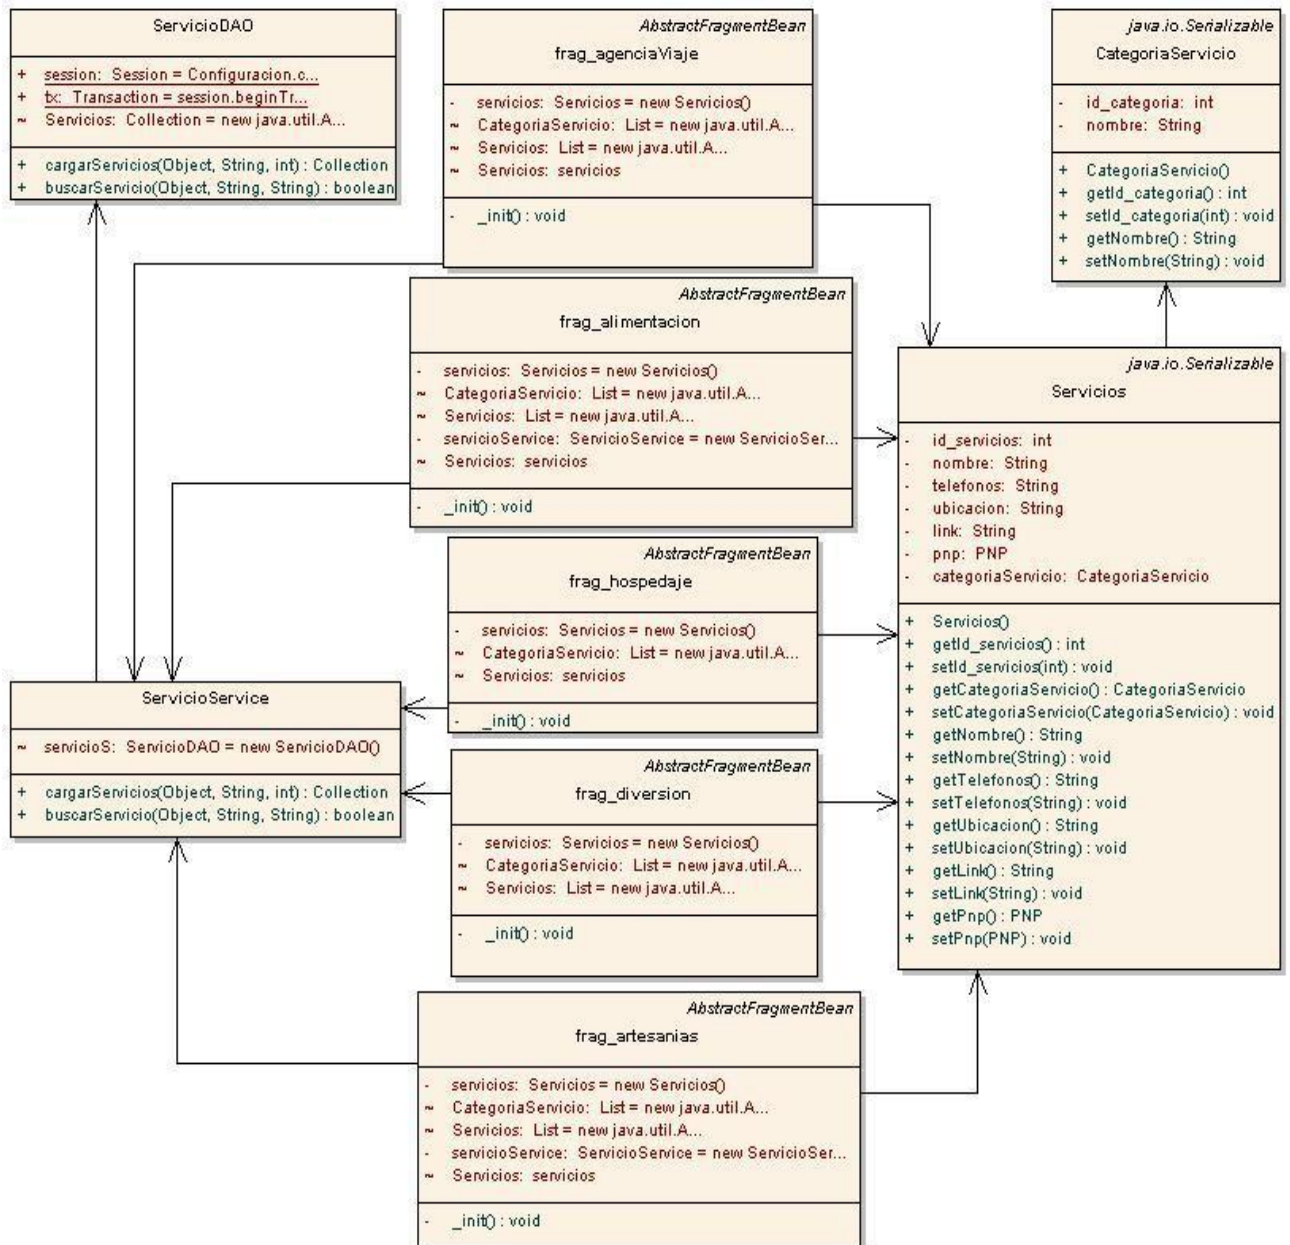 ServicioDAO
+ session: Session = Configuracion.c...
+ tx: Transaction = session.beginTr...
~ Servicios: Collection = new java.util.A...
+ cargarServicios(Object, String, int) : Collection
+ buscarServicio(Object, String, String) : boolean
AbstractFragmentBean
frag_agenciaViaje
- servicios: Servicios = new Servicios()
~ CategoriaServicio: List = new java.util.A...
~ Servicios: List = new java.util.A...
~ Servicios: servicios
- _init() : void
java.io.Serializable
CategoriaServicio
- id_categoria: int
- nombre: String
+ CategoriaServicio()
+ getId_categoria() : int
+ setId_categoria(int) : void
+ getNombre() : String
+ setNombre(String) : void
AbstractFragmentBean
frag_alimentacion
- servicios: Servicios = new Servicios()
~ CategoriaServicio: List = new java.util.A...
~ Servicios: List = new java.util.A...
- servicioService: ServicioService = new ServicioSer...
~ Servicios: servicios
- _init() : void
java.io.Serializable
Servicios
- id_servicios: int
- nombre: String
- telefonos: String
- ubicacion: String
- link: String
- pnp: PNP
- categoriaServicio: CategoriaServicio
+ Servicios()
+ getId_servicios() : int
+ setId_servicios(int) : void
+ getCategoriaServicio() : CategoriaServicio
+ setCategoriaServicio(CategoriaServicio) : void
+ getNombre() : String
+ setNombre(String) : void
+ getTelefonos() : String
+ setTelefonos(String) : void
+ getUbicacion() : String
+ setUbicacion(String) : void
+ getLink() : String
+ setLink(String) : void
+ getPnp() : PNP
+ setPnp(PNP) : void
AbstractFragmentBean
frag_hospedaje
- servicios: Servicios = new Servicios()
~ CategoriaServicio: List = new java.util.A...
~ Servicios: servicios
- _init() : void
ServicioService
~ servicioS: ServicioDAO = new ServicioDAO()
+ cargarServicios(Object, String, int) : Collection
+ buscarServicio(Object, String, String) : boolean
AbstractFragmentBean
frag_diversion
- servicios: Servicios = new Servicios()
~ CategoriaServicio: List = new java.util.A...
~ Servicios: List = new java.util.A...
- _init() : void
AbstractFragmentBean
frag_artesanias
- servicios: Servicios = new Servicios()
~ CategoriaServicio: List = new java.util.A...
~ Servicios: List = new java.util.A...
- servicioService: ServicioService = new ServicioSer...
~ Servicios: servicios
- _init() : void